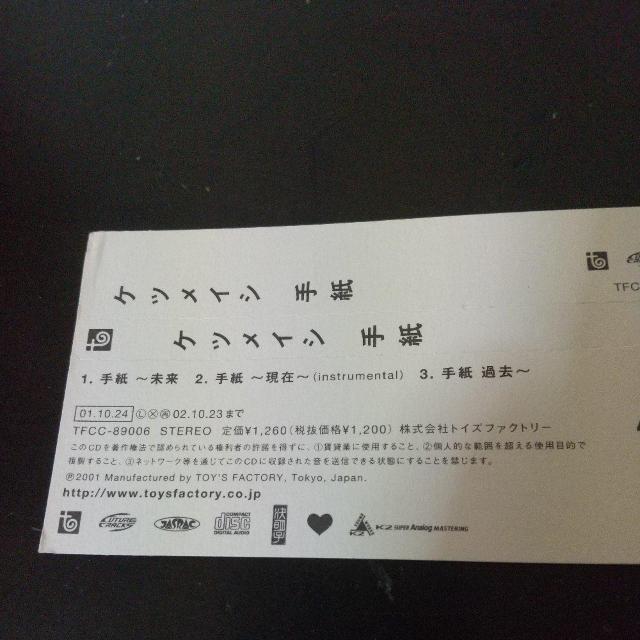 ケツメイシ 手紙
ケツメイシ 手紙
1. 手紙 ～未来 2. 手紙 ～現在～(instrumental) 3. 手紙 過去～
01.10.24 Ⓛ 02.10.23まで
TFCC-89006 STEREO 定価¥1,260(税抜価格¥1,200) 株式会社トイズファクトリー
このCDを著作権法で認められている権利者の許諾を得ずに、①賃貸業に使用すること、②個人的な範囲を超える使用目的で
複製すること、③ネットワーク等を通じてこのCDに収録された音を送信できる状態にすることを禁じます。
Ⓟ2001 Manufactured by TOY'S FACTORY, Tokyo, Japan.
http://www.toysfactory.co.jp
FUTURE TRACKS JASRAC COMPACT disc DIGITAL AUDIO K2 K2 SUPER Analog MASTERING
TFC